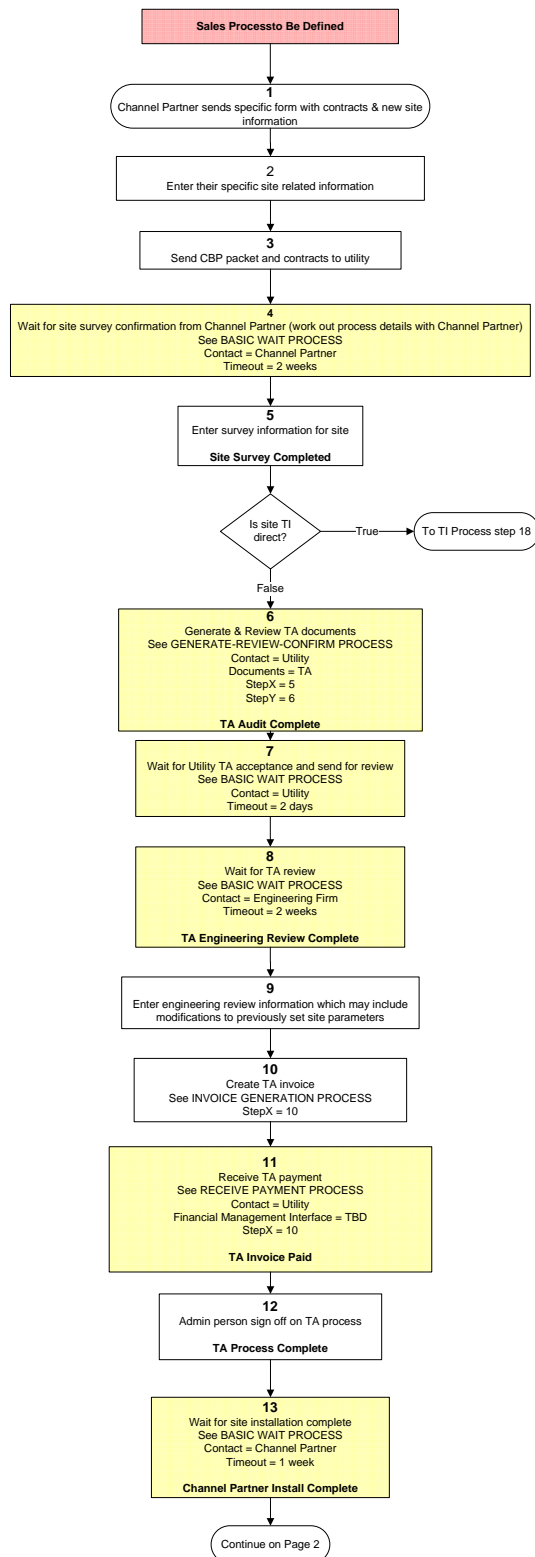 Sales Processto Be Defined
1
Channel Partner sends specific form with contracts & new site
information
2
Enter their specific site related information
3
Send CBP packet and contracts to utility
4
Wait for site survey confirmation from Channel Partner (work out process details with Channel Partner)
See BASIC WAIT PROCESS
Contact = Channel Partner
Timeout = 2 weeks
5
Enter survey information for site
Site Survey Completed
Is site TI
direct?
True
To TI Process step 18
False
6
Generate & Review TA documents
See GENERATE-REVIEW-CONFIRM PROCESS
Contact = Utility
Documents = TA
StepX = 5
StepY = 6
TA Audit Complete
7
Wait for Utility TA acceptance and send for review
See BASIC WAIT PROCESS
Contact = Utility
Timeout = 2 days
8
Wait for TA review
See BASIC WAIT PROCESS
Contact = Engineering Firm
Timeout = 2 weeks
TA Engineering Review Complete
9
Enter engineering review information which may include
modifications to previously set site parameters
10
Create TA invoice
See INVOICE GENERATION PROCESS
StepX = 10
11
Receive TA payment
See RECEIVE PAYMENT PROCESS
Contact = Utility
Financial Management Interface = TBD
StepX = 10
TA Invoice Paid
12
Admin person sign off on TA process
TA Process Complete
13
Wait for site installation complete
See BASIC WAIT PROCESS
Contact = Channel Partner
Timeout = 1 week
Channel Partner Install Complete
Continue on Page 2